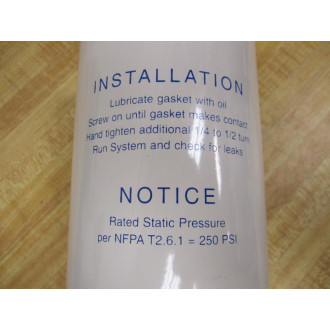 INSTALLATION
Lubricate gasket with oil
Screw on until gasket makes contact
Hand tighten additional 1/4 to 1/2 turn
Run System and check for leaks
NOTICE
Rated Static Pressure
per NFPA T2.6.1 = 250 PSI